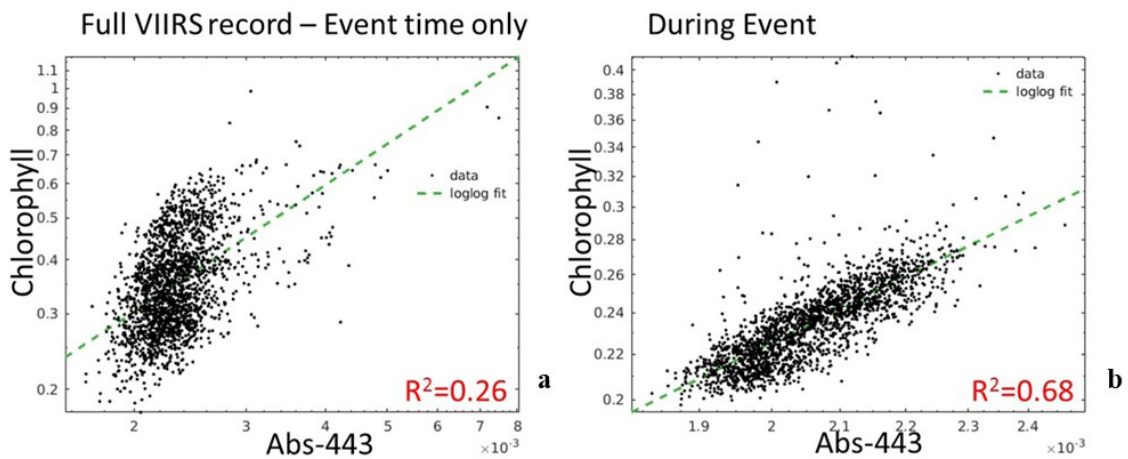 Full VIIRS record – Event time only
1.1
1
0.9
0.8
0.7
0.6
0.5
0.4
0.3
0.2
Chlorophyll
data
loglog fit
R²=0.26
2
3
4
5
6
7
8
×10⁻³
Abs-443
a
During Event
0.4
0.38
0.36
0.34
0.32
0.3
0.28
0.26
0.24
0.22
0.2
Chlorophyll
data
loglog fit
R²=0.68
1.9
2
2.1
2.2
2.3
2.4
×10⁻³
Abs-443
b